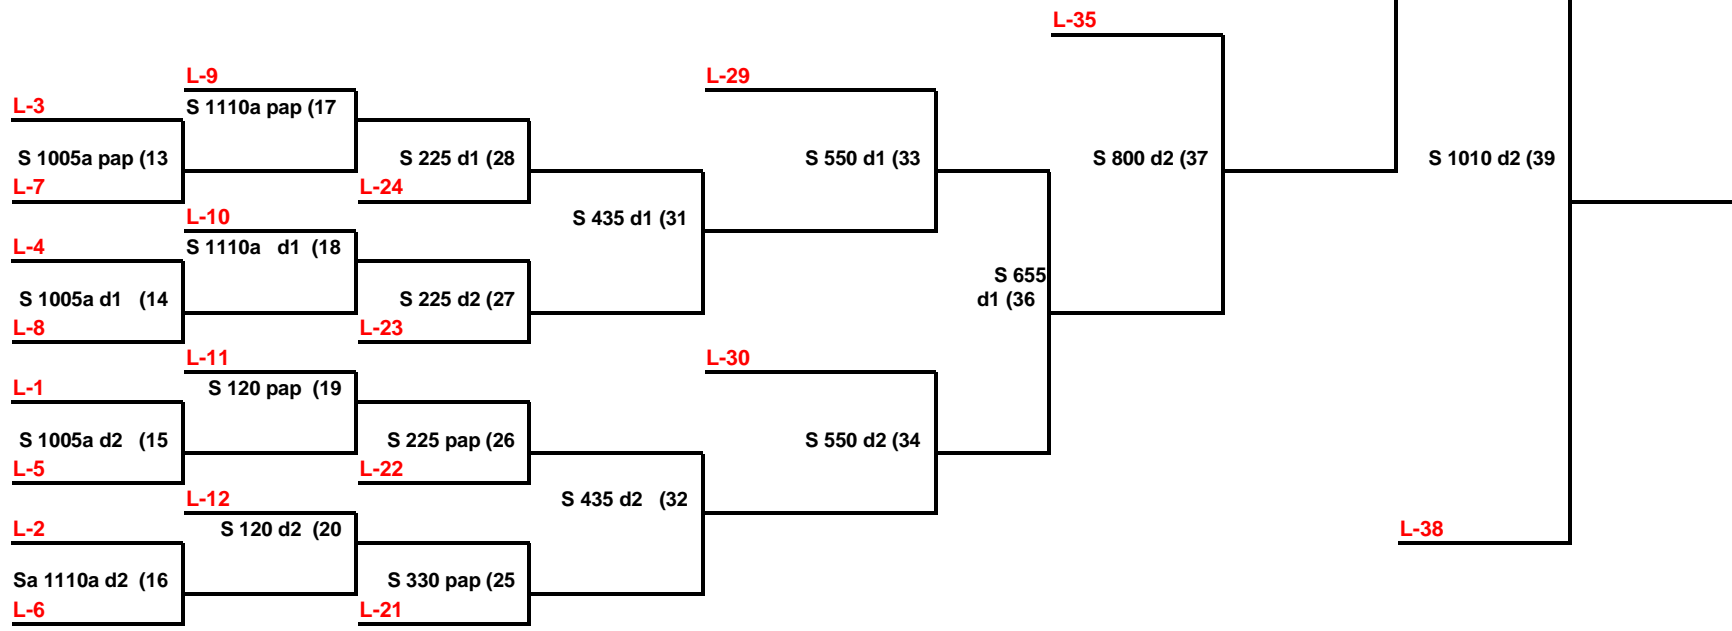 L-35
L-9
L-29
L-3
S 1110a pap (17
S 1005a pap (13
S 225 d1 (28
S 550 d1 (33
S 800 d2 (37
S 1010 d2 (39
L-7
L-24
L-10
S 435 d1 (31
L-4
S 1110a d1 (18
S 655
S 1005a d1 (14
S 225 d2 (27
d1 (36
L-8
L-23
L-11
L-30
L-1
S 120 pap (19
S 1005a d2 (15
S 225 pap (26
S 550 d2 (34
L-5
L-22
L-12
S 435 d2 (32
L-2
S 120 d2 (20
L-38
Sa 1110a d2 (16
S 330 pap (25
L-6
L-21